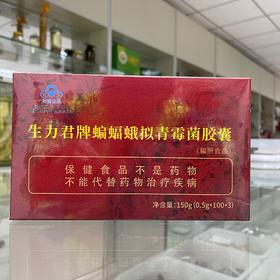 保健食品
生力君牌蝙蝠蛾拟青霉菌胶囊
保健食品不是药物
不能代替药物治疗疾病
净含量:150g(0.5g*100*3)